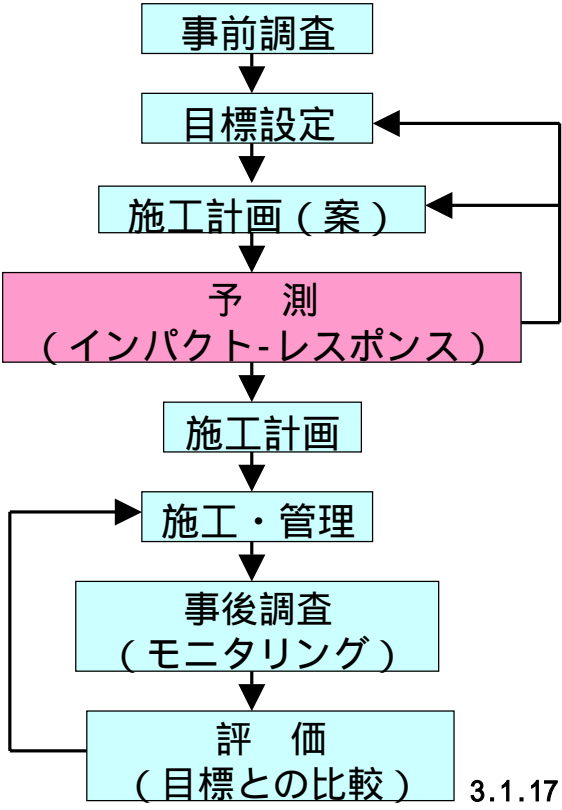 事前調査
目標設定
施工計画（案）
予　測
（インパクト-レスポンス）
施工計画
施工・管理
事後調査
（モニタリング）
評　価
（目標との比較）
3.1.17